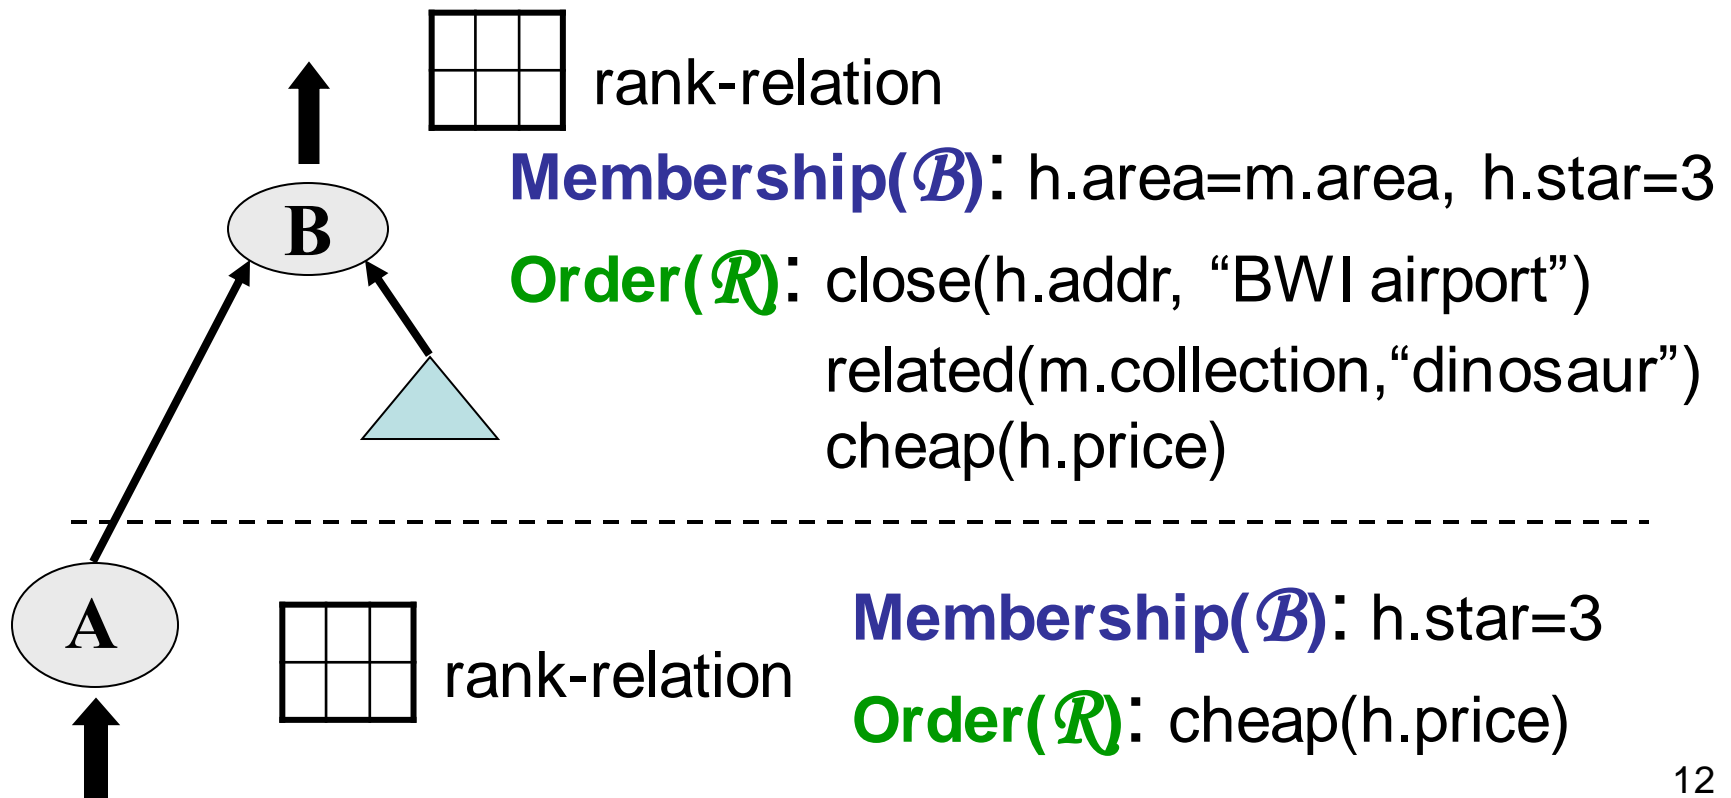 rank-relation
Membership(ℬ): h.area=m.area, h.star=3
B
Order(ℛ): close(h.addr, “BWI airport”)
related(m.collection,“dinosaur”)
cheap(h.price)
A
rank-relation
Membership(ℬ): h.star=3
Order(ℛ): cheap(h.price)
12